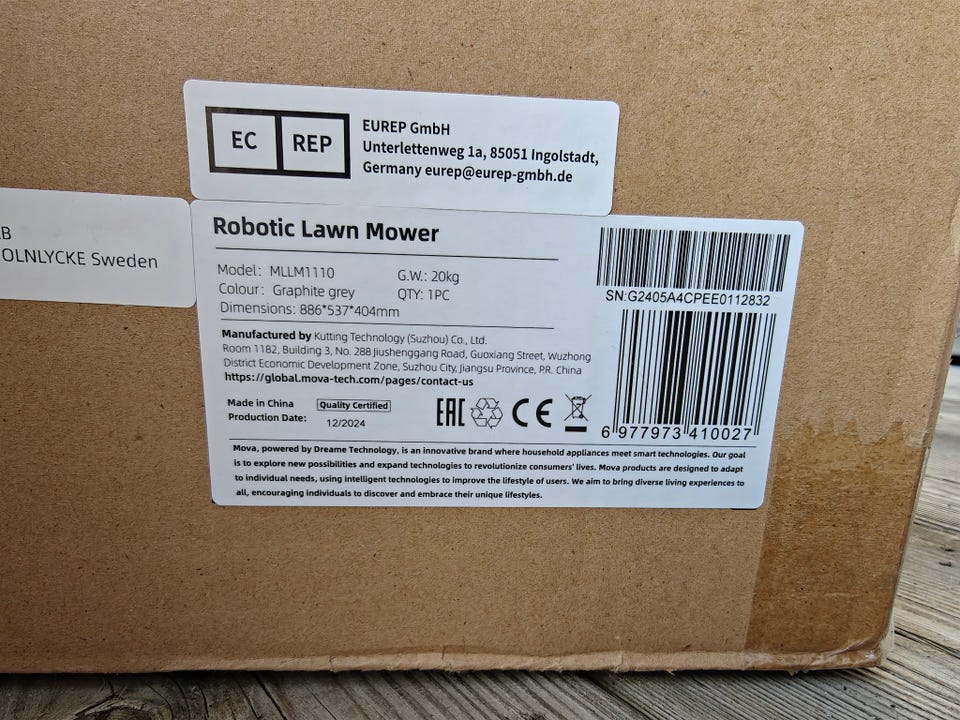 EC REP
EUREP GmbH
Unterlettenweg 1a, 85051 Ingolstadt,
Germany eurep@eurep-gmbh.de
B
OLNLYCKE Sweden
Robotic Lawn Mower
Model: MLLM1110 G.W.: 20kg
Colour: Graphite grey QTY: 1PC
Dimensions: 886*537*404mm
Manufactured by Kutting Technology (Suzhou) Co., Ltd.
Room 1182, Building 3, No. 288 Jiushenggang Road, Guoxiang Street, Wuzhong
District Economic Development Zone, Suzhou City, Jiangsu Province, P.R. China
https://global.mova-tech.com/pages/contact-us
Made in China Quality Certified
Production Date: 12/2024
EAC CE
SN:G2405A4CPEE0112832
6 977973 410027
Mova, powered by Dreame Technology, is an innovative brand where household appliances meet smart technologies. Our goal
is to explore new possibilities and expand technologies to revolutionize consumers' lives. Mova products are designed to adapt
to individual needs, using intelligent technologies to improve the lifestyle of users. We aim to bring diverse living experiences to
all, encouraging individuals to discover and embrace their unique lifestyles.